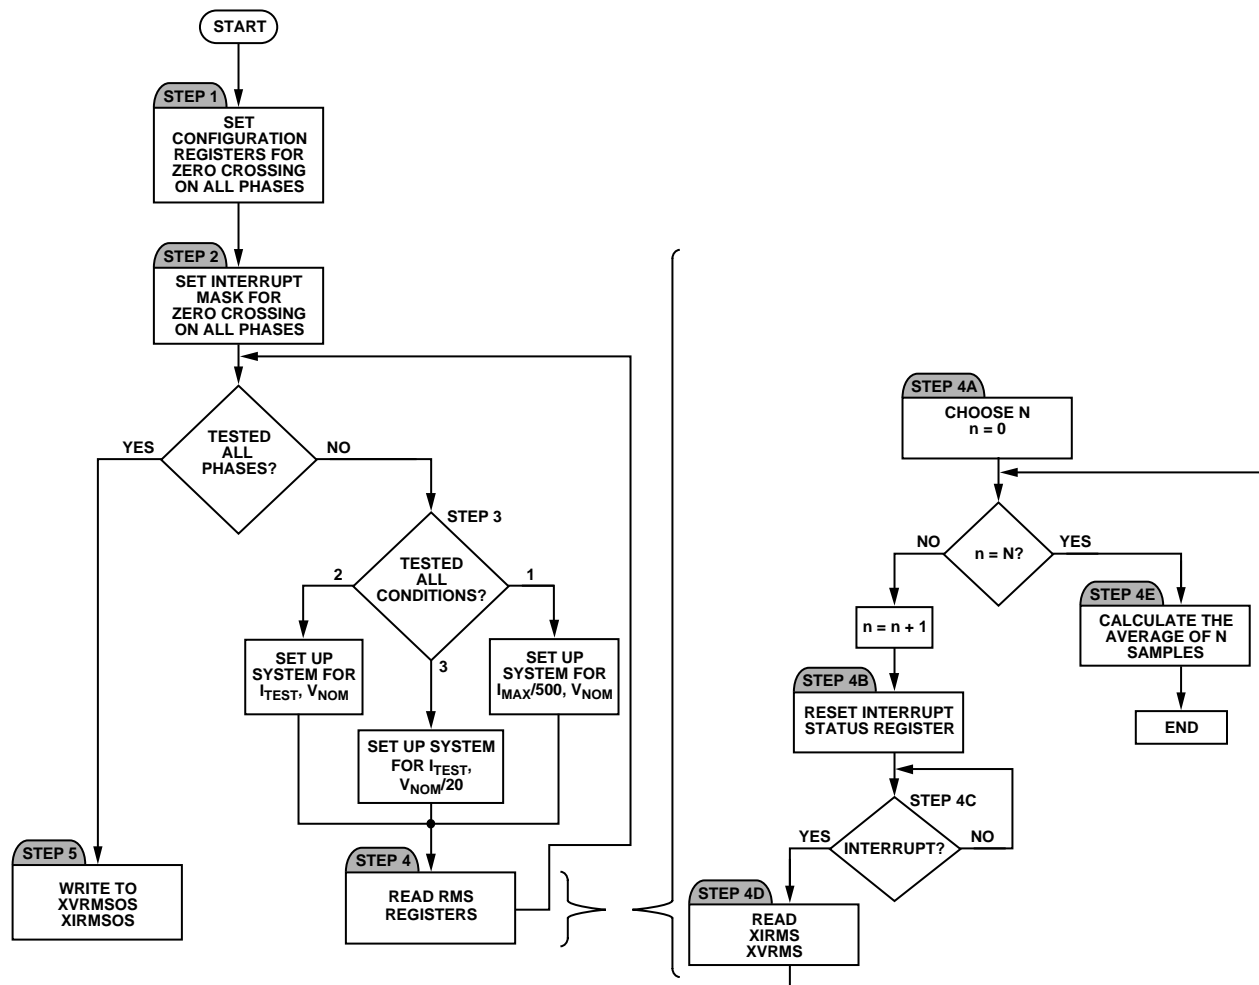 START
STEP 1
SET
CONFIGURATION
REGISTERS FOR
ZERO CROSSING
ON ALL PHASES
STEP 2
SET INTERRUPT
MASK FOR
ZERO CROSSING
ON ALL PHASES
YES
TESTED
ALL
PHASES?
NO
STEP 3
TESTED
ALL
CONDITIONS?
2
1
3
SET UP
SYSTEM FOR
ITEST, VNOM
SET UP
SYSTEM FOR
IMAX/500, VNOM
SET UP SYSTEM
FOR ITEST,
VNOM/20
STEP 5
WRITE TO
XVRMSOS
XIRMSOS
STEP 4
READ RMS
REGISTERS
STEP 4A
CHOOSE N
n = 0
NO
n = N?
YES
n = n + 1
STEP 4E
CALCULATE THE
AVERAGE OF N
SAMPLES
END
STEP 4B
RESET INTERRUPT
STATUS REGISTER
STEP 4C
YES
INTERRUPT?
NO
STEP 4D
READ
XIRMS
XVRMS